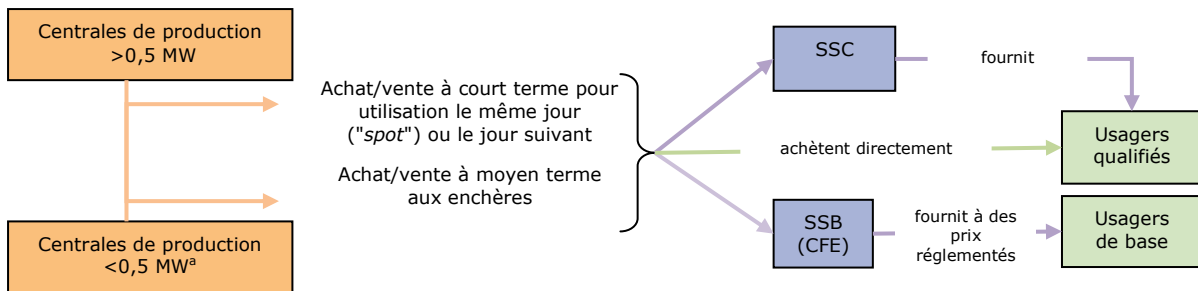 Centrales de production
>0,5 MW
Achat/vente à court terme pour
utilisation le même jour
("spot") ou le jour suivant
Achat/vente à moyen terme
aux enchères
Centrales de production
<0,5 MWᵃ
SSC
fournit
achètent directement
Usagers
qualifiés
SSB
(CFE)
fournit à des
prix
réglementés
Usagers
de base